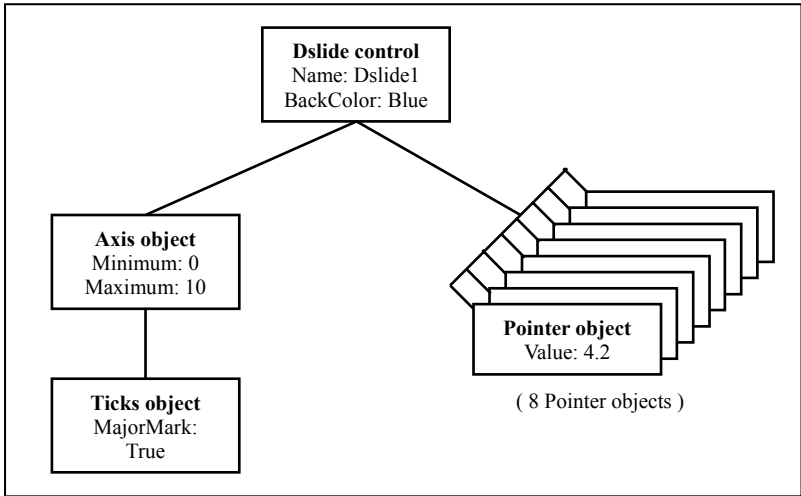 Dslide control
Name: Dslide1
BackColor: Blue
Axis object
Minimum: 0
Maximum: 10
Pointer object
Value: 4.2
( 8 Pointer objects )
Ticks object
MajorMark:
True